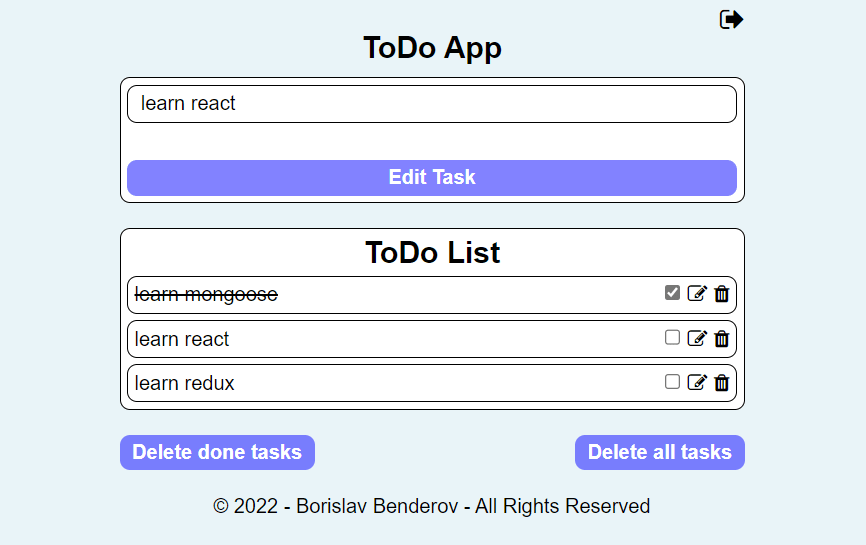 ToDo App
learn react
Edit Task
ToDo List
learn mongoose
learn react
learn redux
Delete done tasks
Delete all tasks
© 2022 - Borislav Benderov - All Rights Reserved